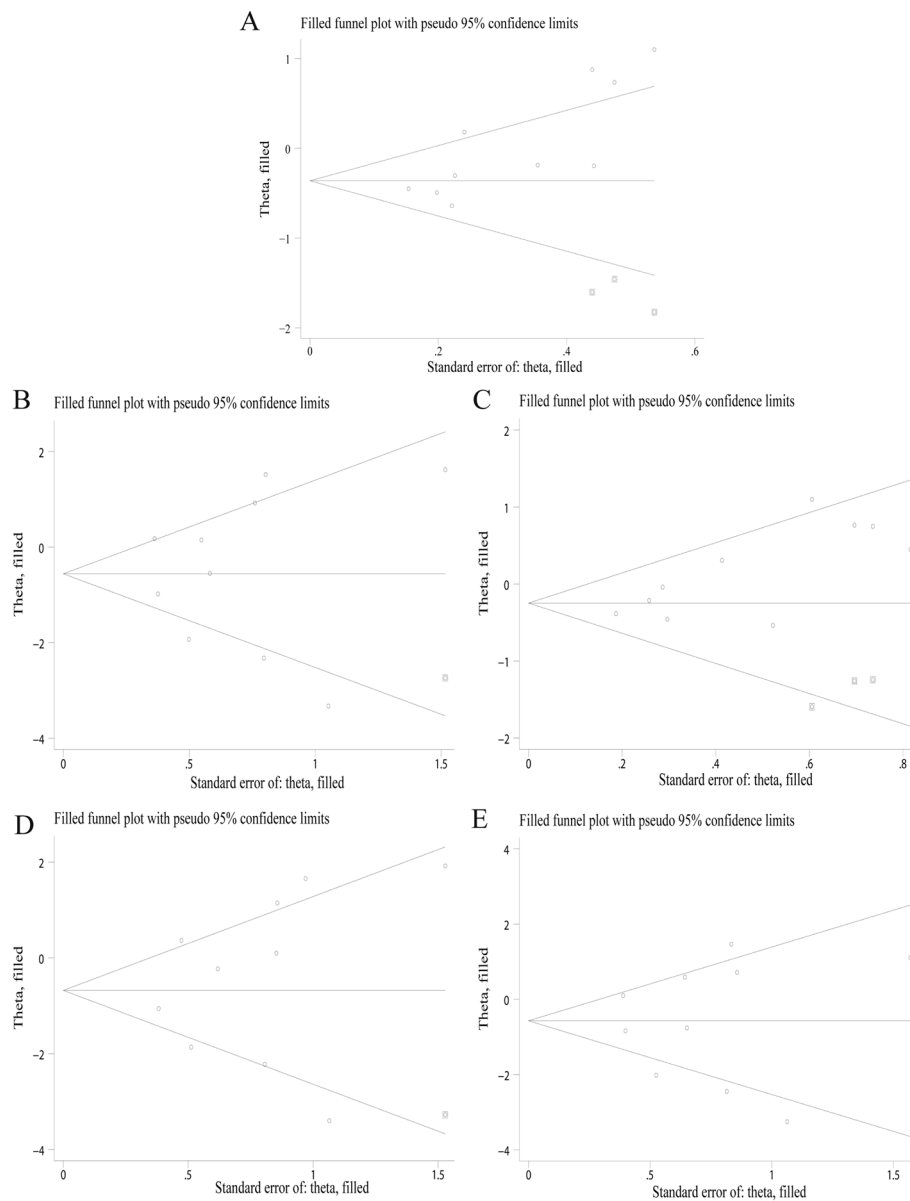 A
Filled funnel plot with pseudo 95% confidence limits
Theta, filled
1
0
−1
−2
0
.2
.4
.6
Standard error of: theta, filled
B
Filled funnel plot with pseudo 95% confidence limits
Theta, filled
2
0
−2
−4
0
.5
1
1.5
Standard error of: theta, filled
C
Filled funnel plot with pseudo 95% confidence limits
Theta, filled
2
1
0
−1
−2
0
.2
.4
.6
.8
Standard error of: theta, filled
D
Filled funnel plot with pseudo 95% confidence limits
Theta, filled
2
0
−2
−4
0
.5
1
1.5
Standard error of: theta, filled
E
Filled funnel plot with pseudo 95% confidence limits
Theta, filled
4
2
0
−2
−4
0
.5
1
1.5
Standard error of: theta, filled